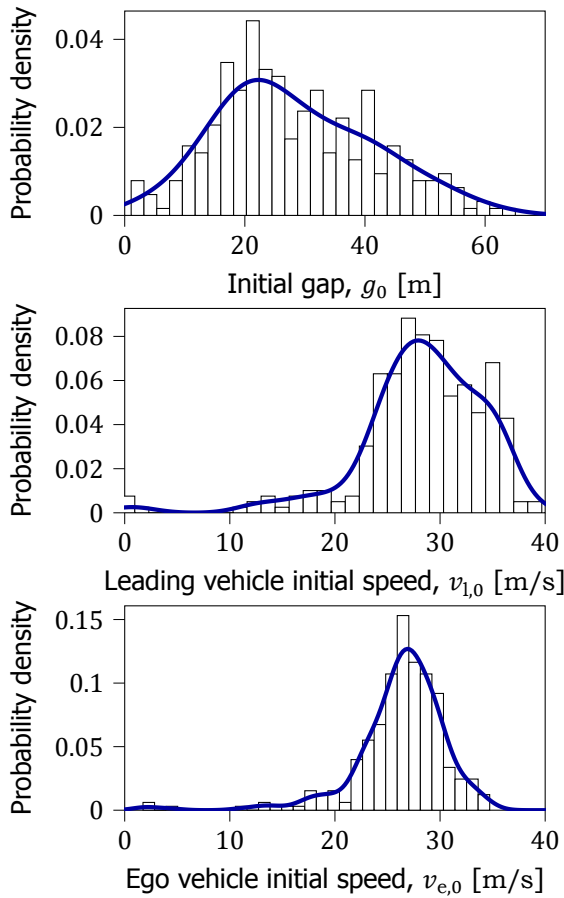 Probability density
0.04
0.02
0
0 20 40 60
Initial gap, g₀ [m]
Probability density
0.08
0.06
0.04
0.02
0
0 10 20 30 40
Leading vehicle initial speed, vₗ,₀ [m/s]
Probability density
0.15
0.1
0.05
0
0 10 20 30 40
Ego vehicle initial speed, vₑ,₀ [m/s]